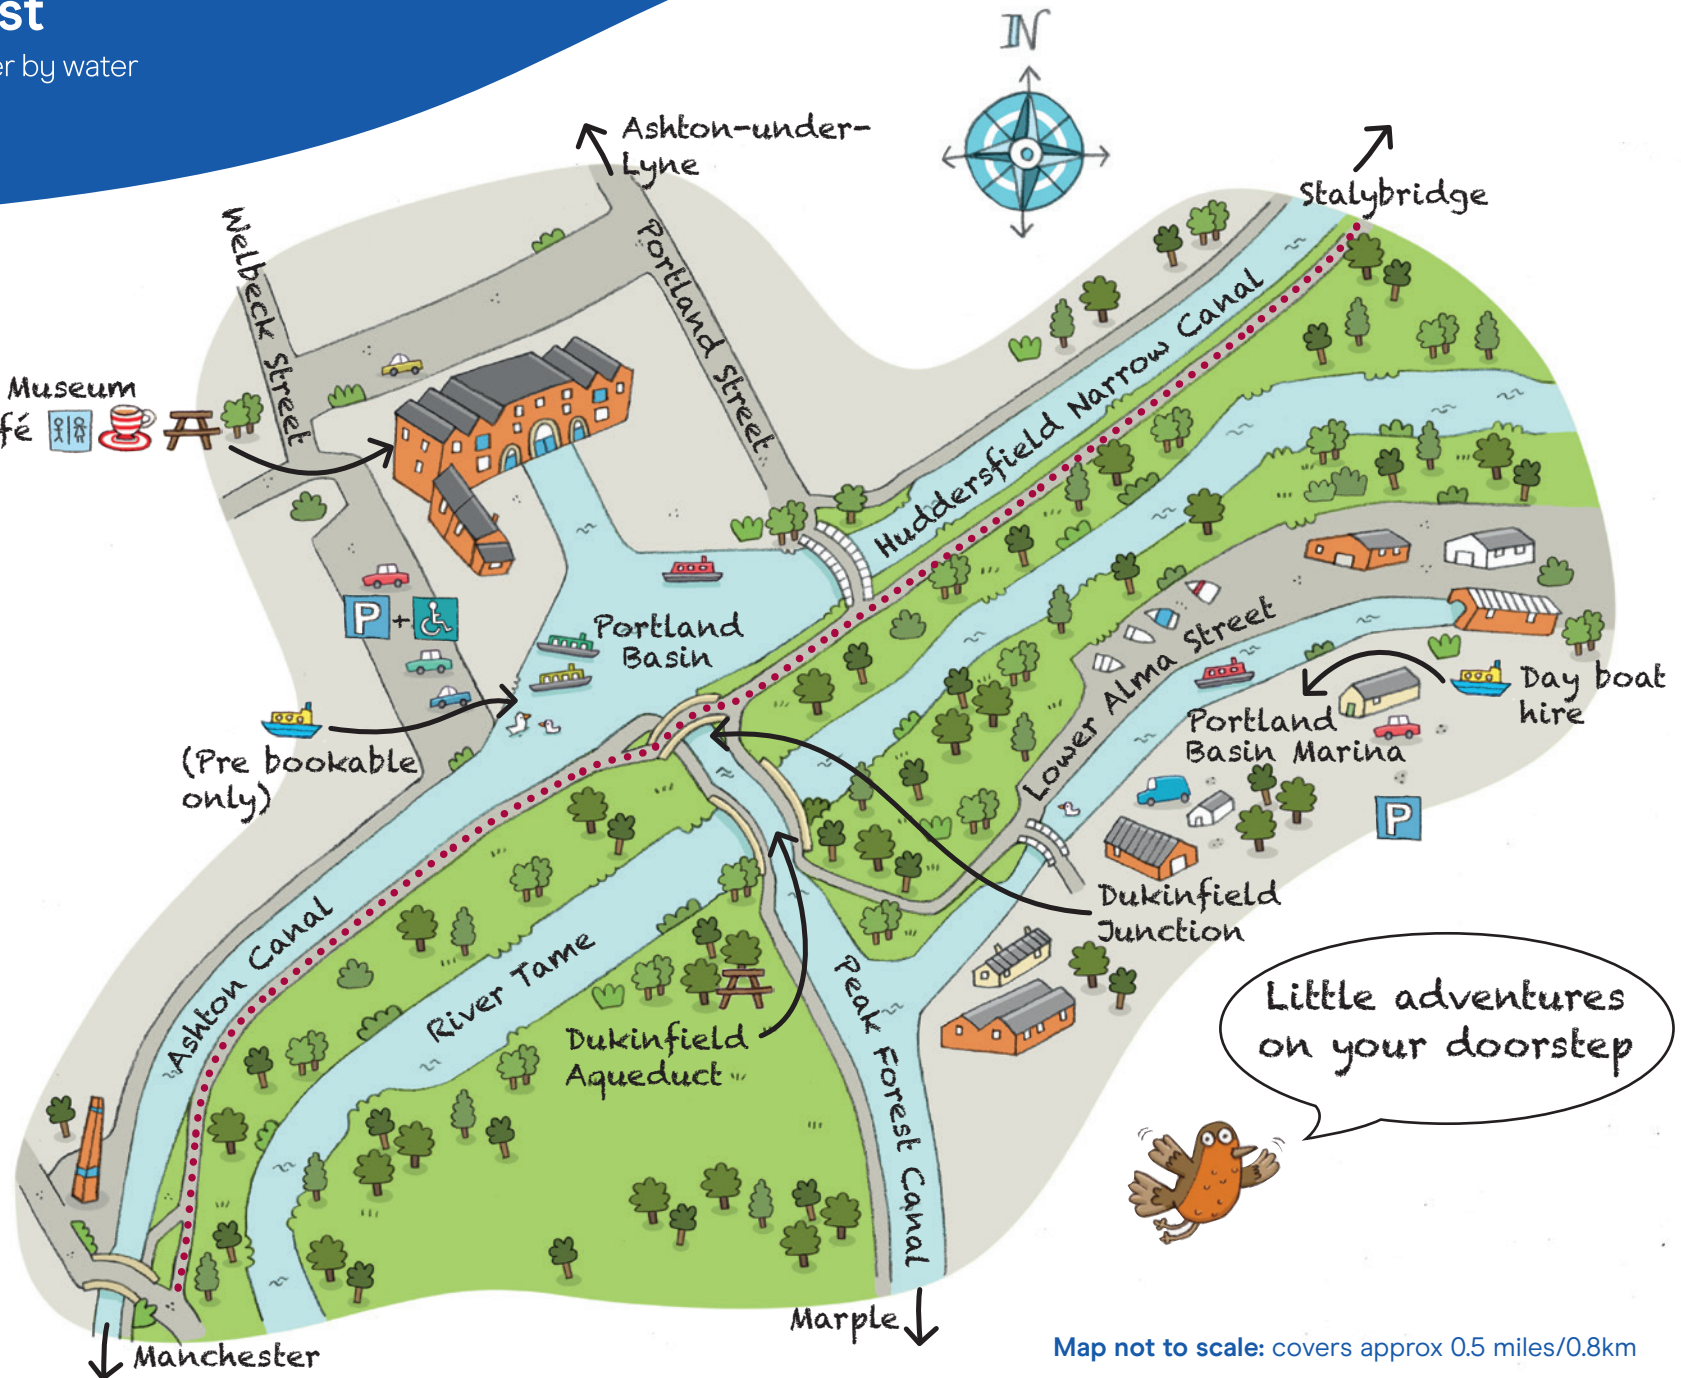 st
er by water
N
Ashton-under-
Lyne
Stalybridge
Welbeck Street
Portland Street
Huddersfield Narrow Canal
Museum
fé
P + 
Portland
Basin
Lower Alma Street
Day boat
hire
Portland
Basin Marina
(Pre bookable
only)
P
Dukinfield
Junction
Ashton Canal
River Tame
Peak Forest Canal
Dukinfield
Aqueduct
Little adventures
on your doorstep
Marple
Manchester
Map not to scale: covers approx 0.5 miles/0.8km